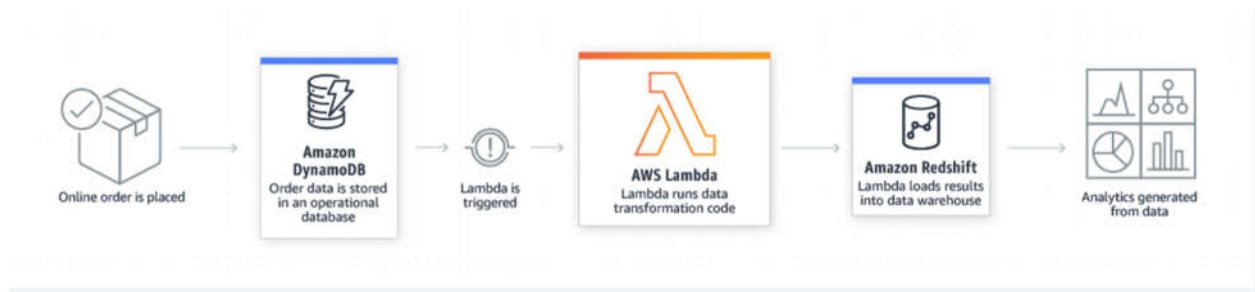 Online order is placed
Amazon
DynamoDB
Order data is stored
in an operational
database
Lambda is
triggered
AWS Lambda
Lambda runs data
transformation code
Amazon Redshift
Lambda loads results
into data warehouse
Analytics generated
from data